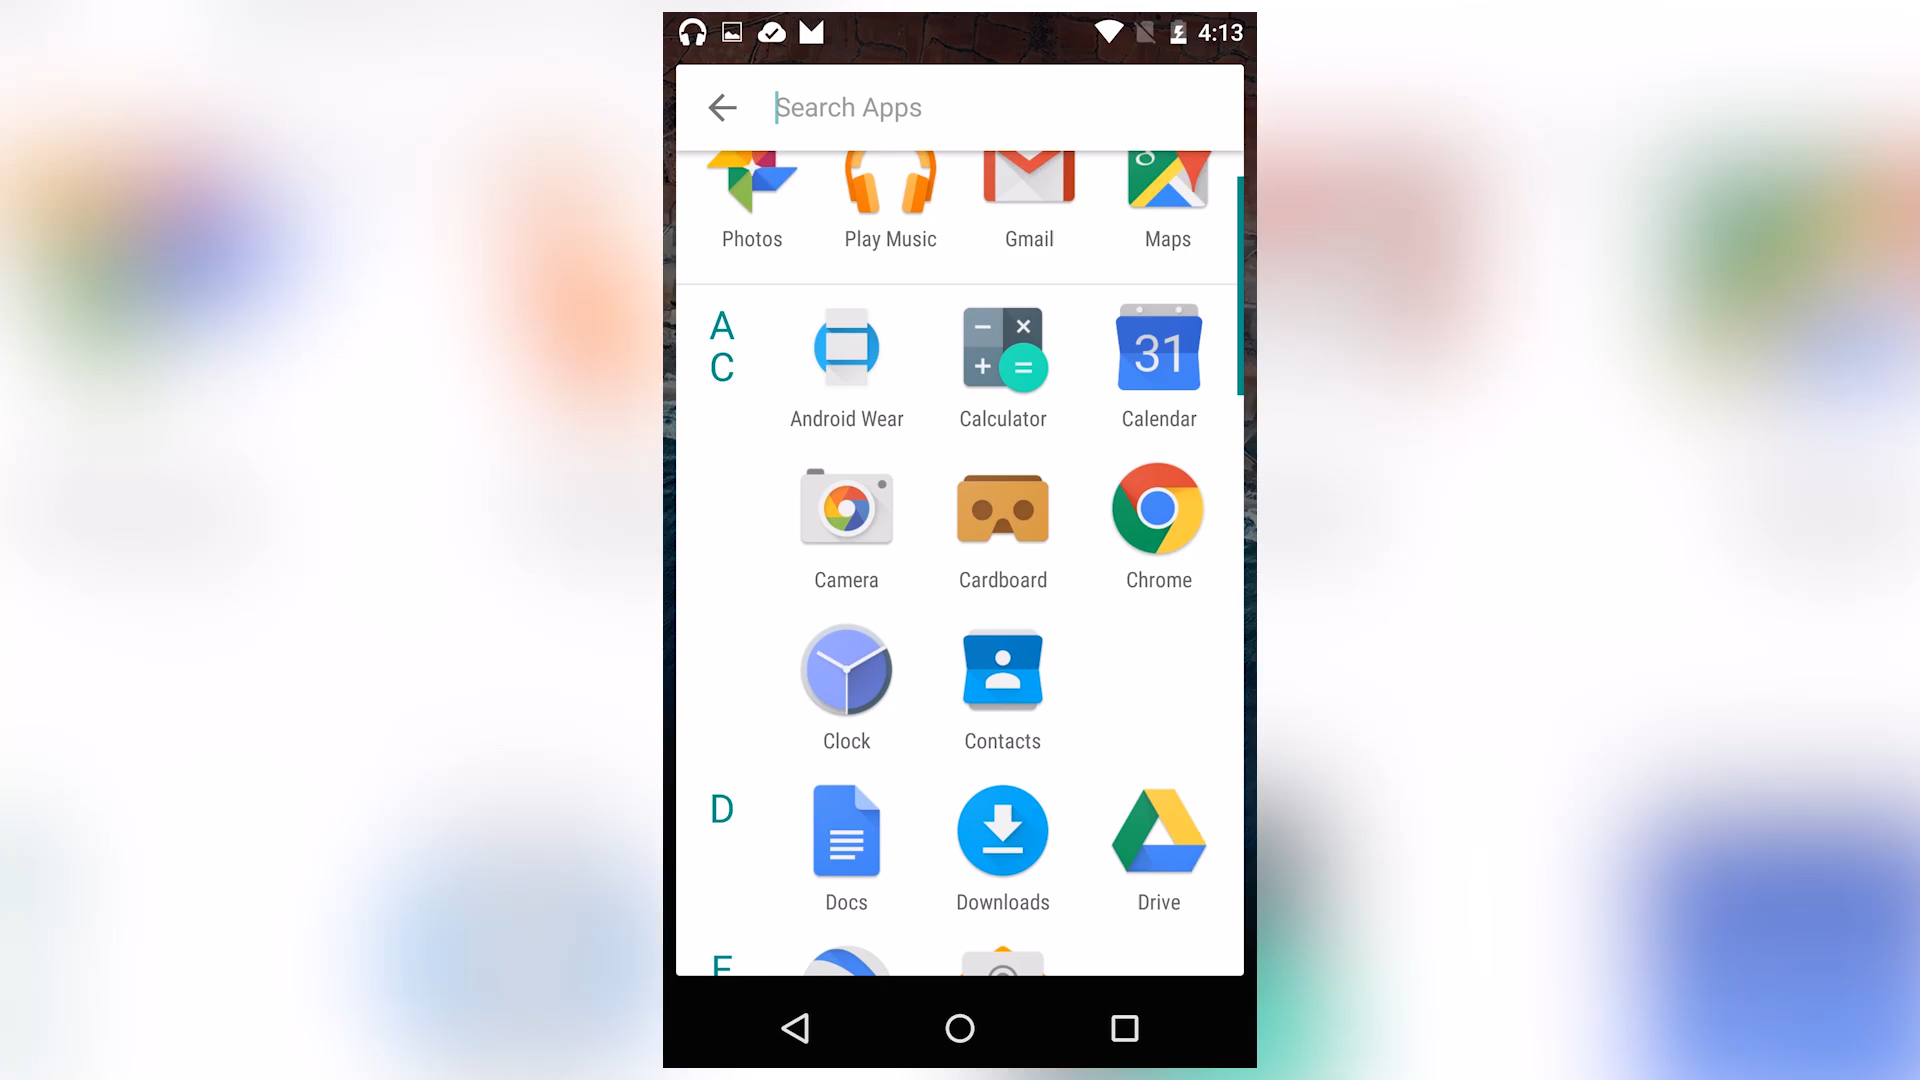 4:13
Search Apps
Photos Play Music Gmail Maps
A
C
31
Android Wear Calculator Calendar
Camera Cardboard Chrome
Clock Contacts
D
Docs Downloads Drive
E